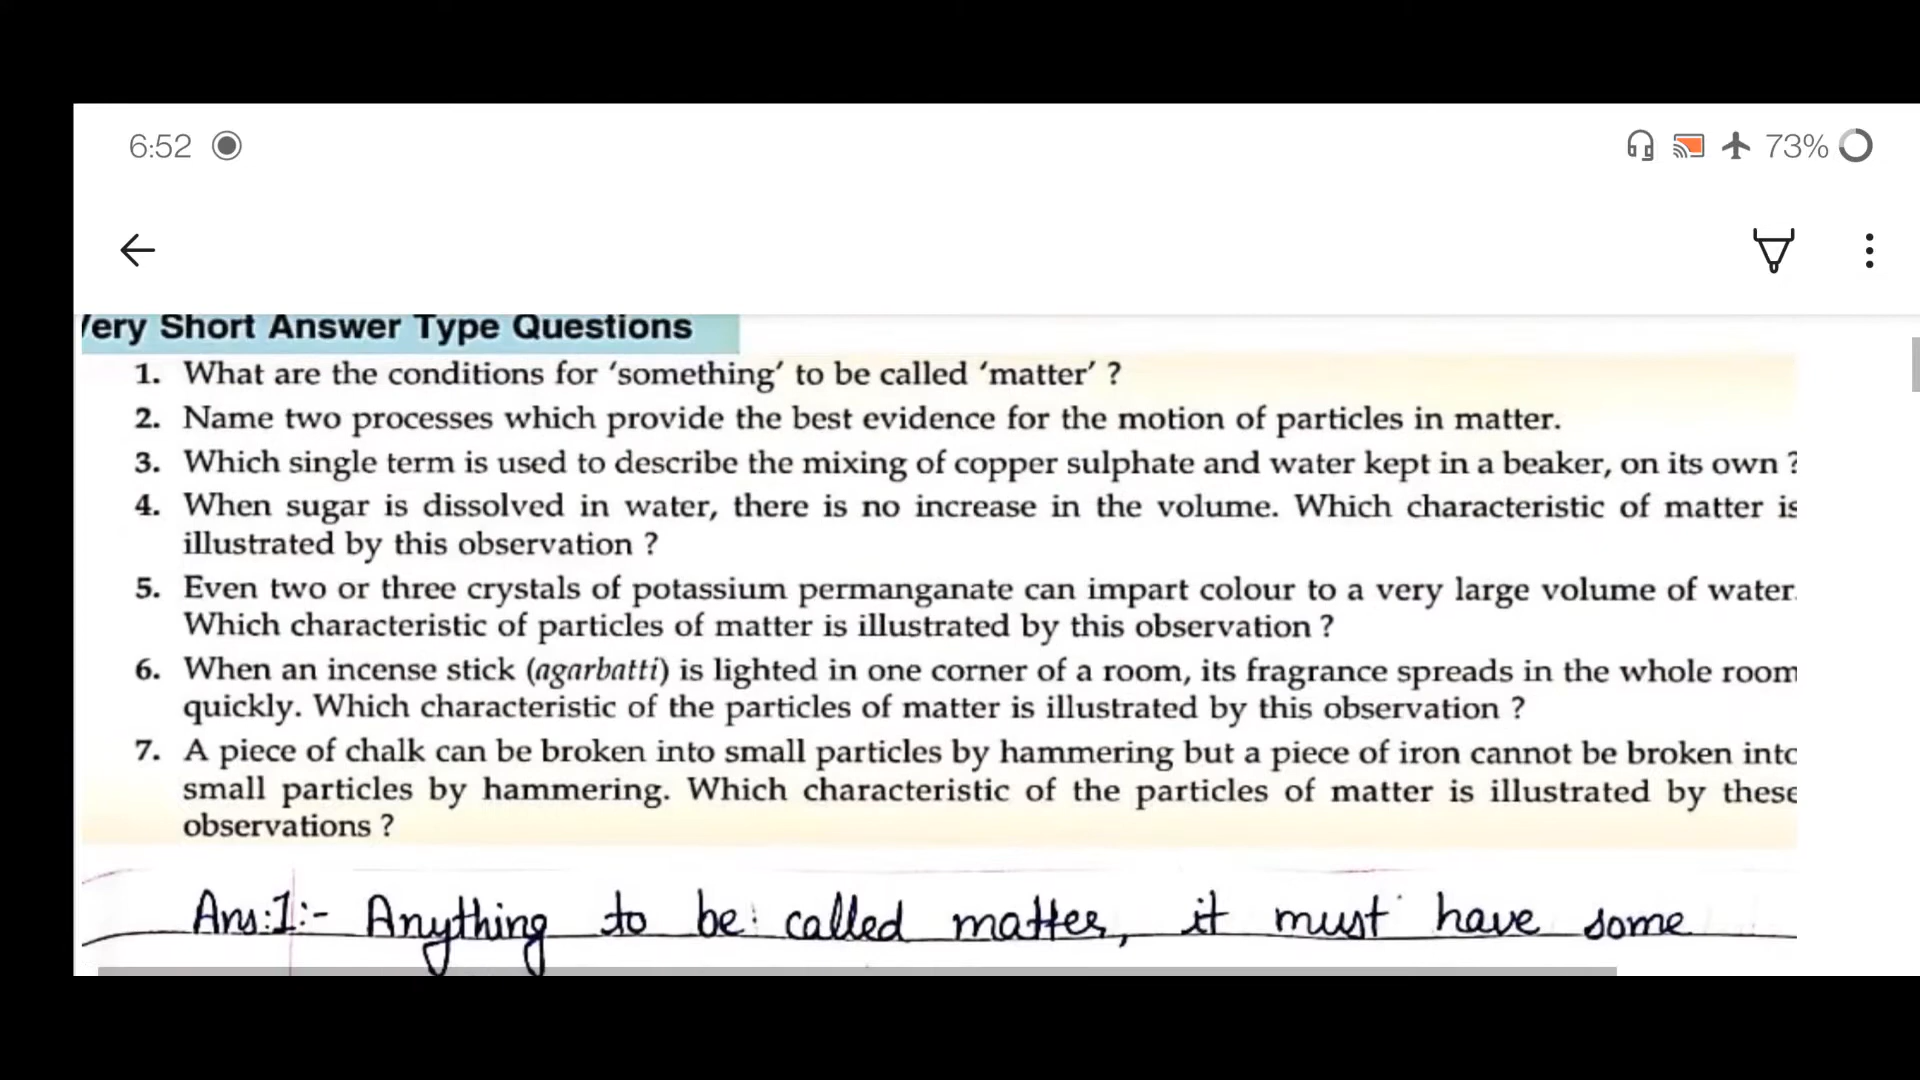 6:52
73%
Very Short Answer Type Questions
1. What are the conditions for ‘something’ to be called ‘matter’ ?
2. Name two processes which provide the best evidence for the motion of particles in matter.
3. Which single term is used to describe the mixing of copper sulphate and water kept in a beaker, on its own ?
4. When sugar is dissolved in water, there is no increase in the volume. Which characteristic of matter is
illustrated by this observation ?
5. Even two or three crystals of potassium permanganate can impart colour to a very large volume of water.
Which characteristic of particles of matter is illustrated by this observation ?
6. When an incense stick (agarbatti) is lighted in one corner of a room, its fragrance spreads in the whole room
quickly. Which characteristic of the particles of matter is illustrated by this observation ?
7. A piece of chalk can be broken into small particles by hammering but a piece of iron cannot be broken into
small particles by hammering. Which characteristic of the particles of matter is illustrated by these
observations ?
Ans:1:- Anything to be called matter, it must have some